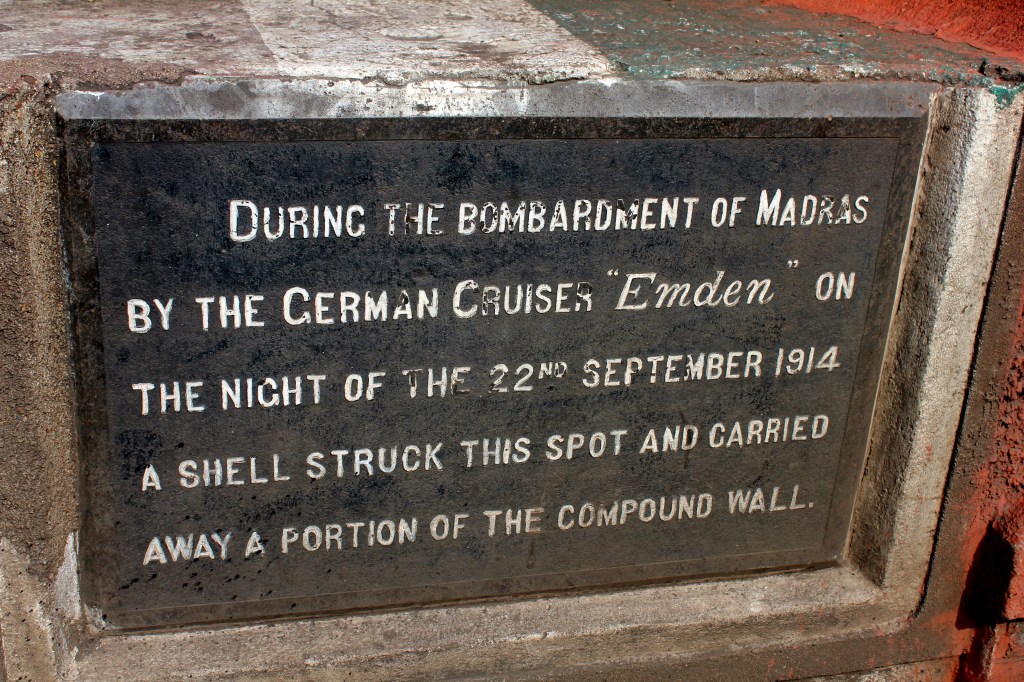 DURING THE BOMBARDMENT OF MADRAS
BY THE GERMAN CRUISER "Emden" ON
THE NIGHT OF THE 22ND SEPTEMBER 1914
A SHELL STRUCK THIS SPOT AND CARRIED
AWAY A PORTION OF THE COMPOUND WALL.